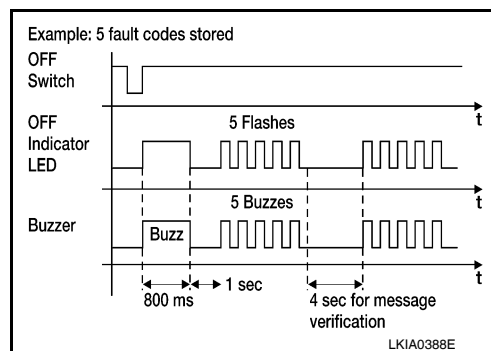 Example: 5 fault codes stored
OFF
Switch
t
OFF
Indicator
LED
5 Flashes
t
5 Buzzes
Buzzer
Buzz
t
800 ms
1 sec
4 sec for message
verification
LKIA0388E